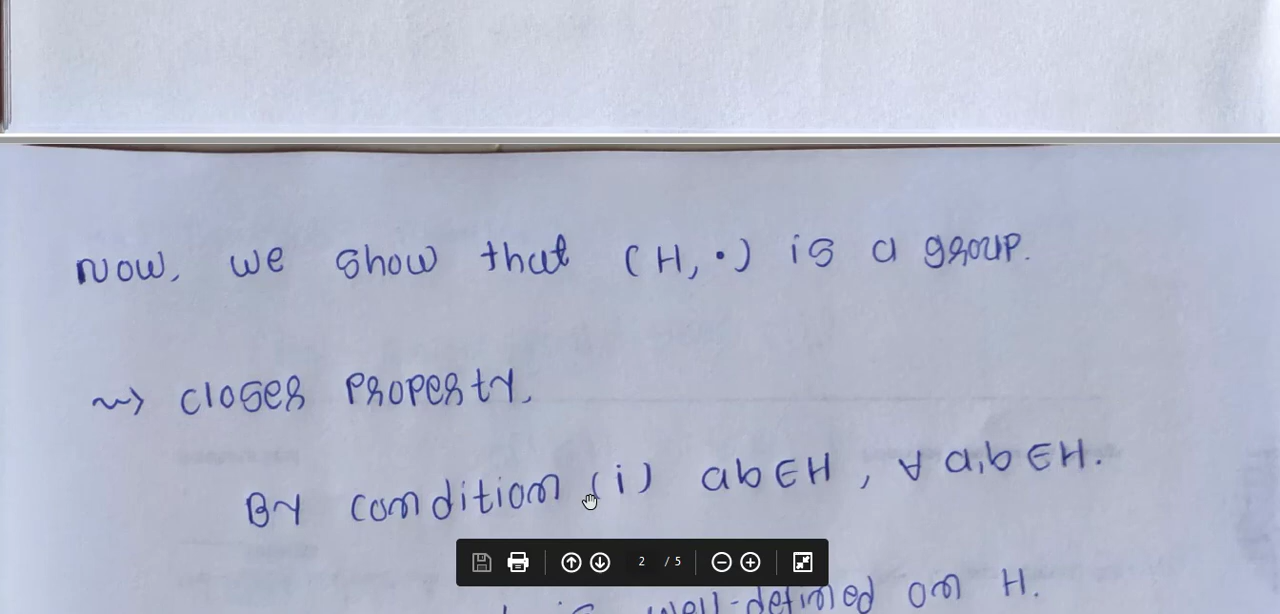 Now, we show that (H, •) is a group.
~> closer Property.
By condition (i) ab ∈ H, ∀ a,b ∈ H.
2 / 5
well-defined on H.